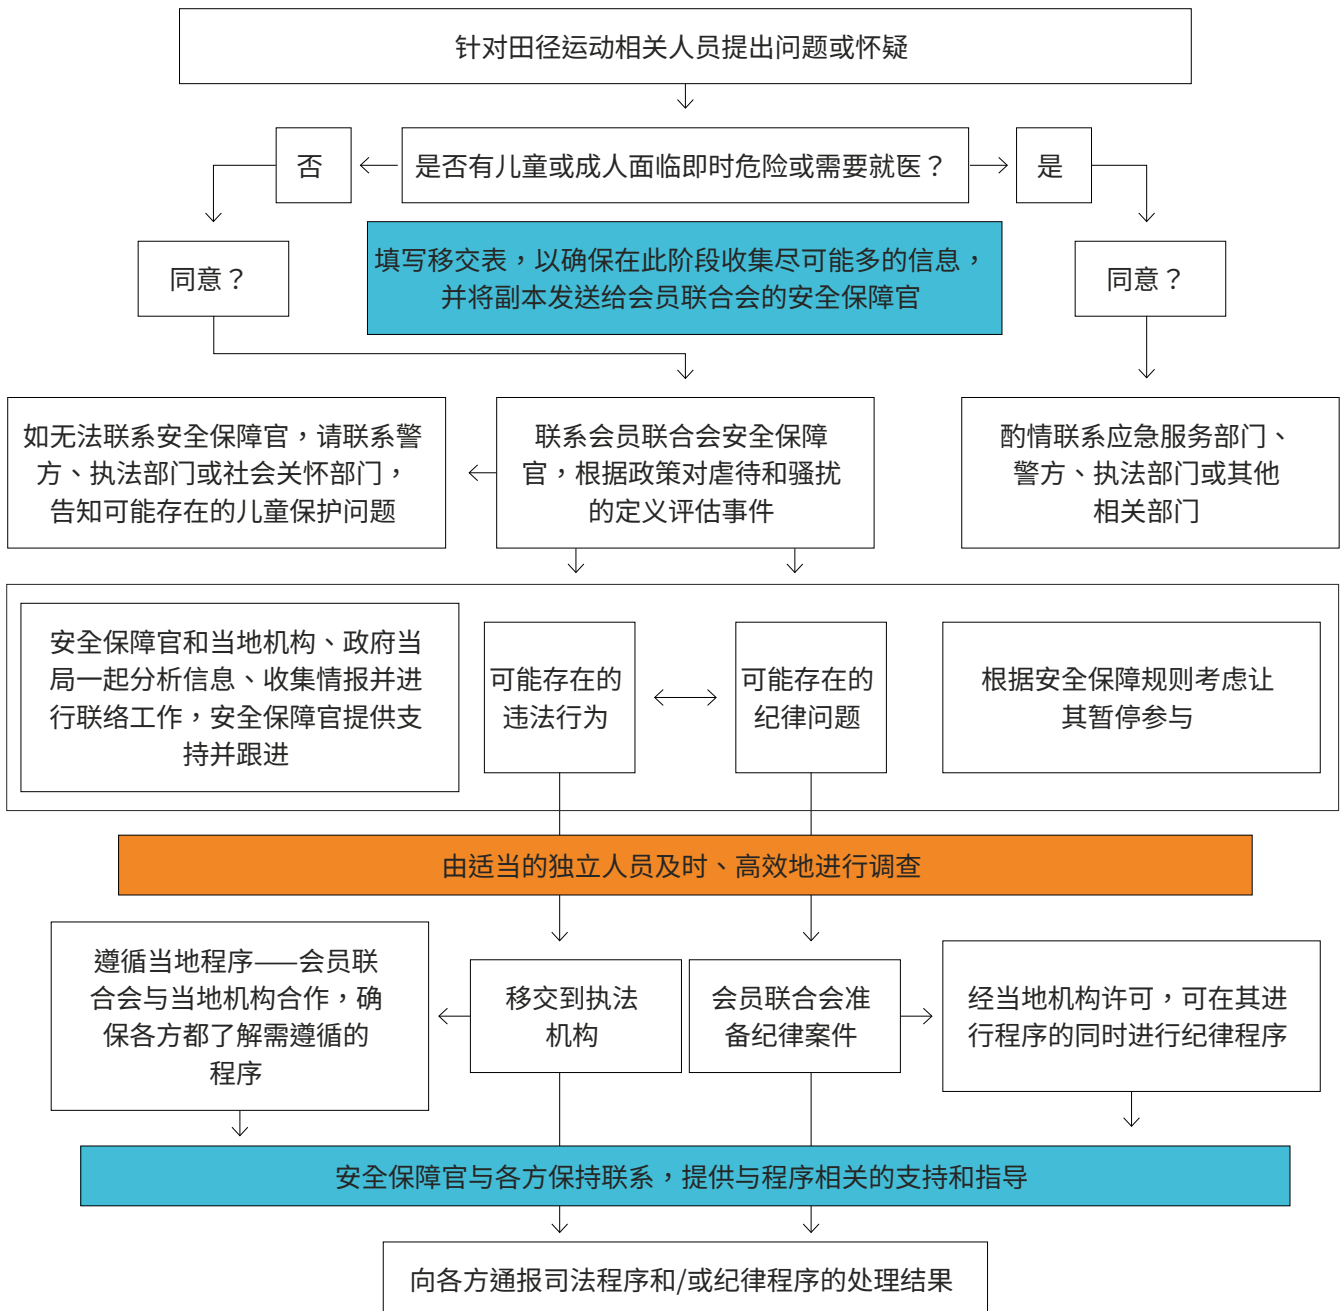 针对田径运动相关人员提出问题或怀疑
否
是否有儿童或成人面临即时危险或需要就医？
是
同意？
填写移交表，以确保在此阶段收集尽可能多的信息，
并将副本发送给会员联合会的安全保障官
同意？
如无法联系安全保障官，请联系警
方、执法部门或社会关怀部门，
告知可能存在的儿童保护问题
联系会员联合会安全保障
官，根据政策对虐待和骚扰
的定义评估事件
酌情联系应急服务部门、
警方、执法部门或其他
相关部门
安全保障官和当地机构、政府当
局一起分析信息、收集情报并进
行联络工作，安全保障官提供支
持并跟进
可能存在的
违法行为
可能存在的
纪律问题
根据安全保障规则考虑让
其暂停参与
由适当的独立人员及时、高效地进行调查
遵循当地程序——会员联
合会与当地机构合作，确
保各方都了解需遵循的
程序
移交到执法
机构
会员联合会准
备纪律案件
经当地机构许可，可在其进
行程序的同时进行纪律程序
安全保障官与各方保持联系，提供与程序相关的支持和指导
向各方通报司法程序和/或纪律程序的处理结果